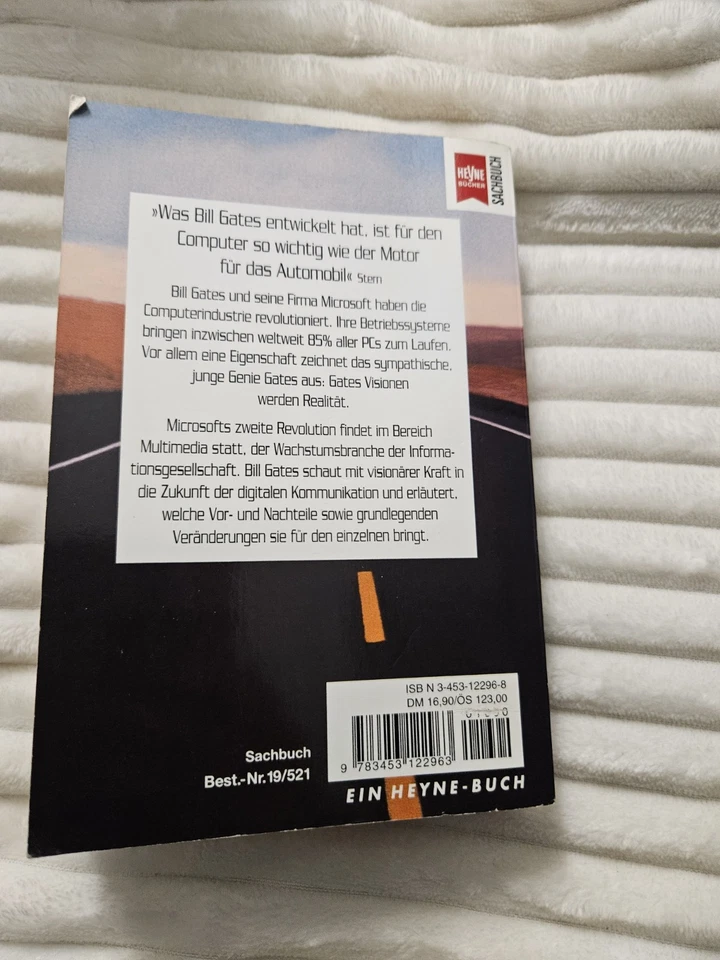 HEYNE
BÜCHER
SACHBUCH
»Was Bill Gates entwickelt hat, ist für den
Computer so wichtig wie der Motor
für das Automobil« Stern
Bill Gates und seine Firma Microsoft haben die
Computerindustrie revolutioniert. Ihre Betriebssysteme
bringen inzwischen weltweit 85% aller PCs zum Laufen.
Vor allem eine Eigenschaft zeichnet das sympathische,
junge Genie Gates aus: Gates Visionen
werden Realität.
Microsofts zweite Revolution findet im Bereich
Multimedia statt, der Wachstumsbranche der Informa-
tionsgesellschaft. Bill Gates schaut mit visionärer Kraft in
die Zukunft der digitalen Kommunikation und erläutert,
welche Vor- und Nachteile sowie grundlegenden
Veränderungen sie für den einzelnen bringt.
ISBN 3-453-12296-8
DM 16,90/ÖS 123,00
9 783453 122963
Sachbuch
Best.-Nr.19/521
EIN HEYNE-BUCH